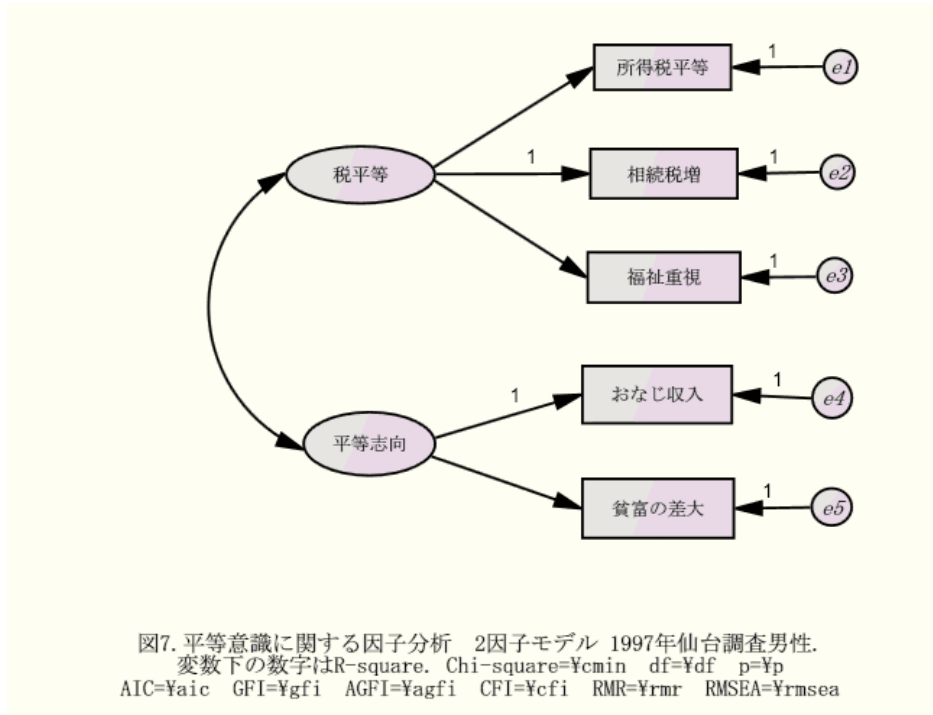 所得税平等
1
e1
税平等
1
相続税増
1
e2
福祉重視
1
e3
おなじ収入
1
1
e4
平等志向
貧富の差大
1
e5
図7.平等意識に関する因子分析　2因子モデル 1997年仙台調査男性.
変数下の数字はR-square. Chi-square=¥cmin df=¥df p=¥p
AIC=¥aic GFI=¥gfi AGFI=¥agfi CFI=¥cfi RMR=¥rmr RMSEA=¥rmsea